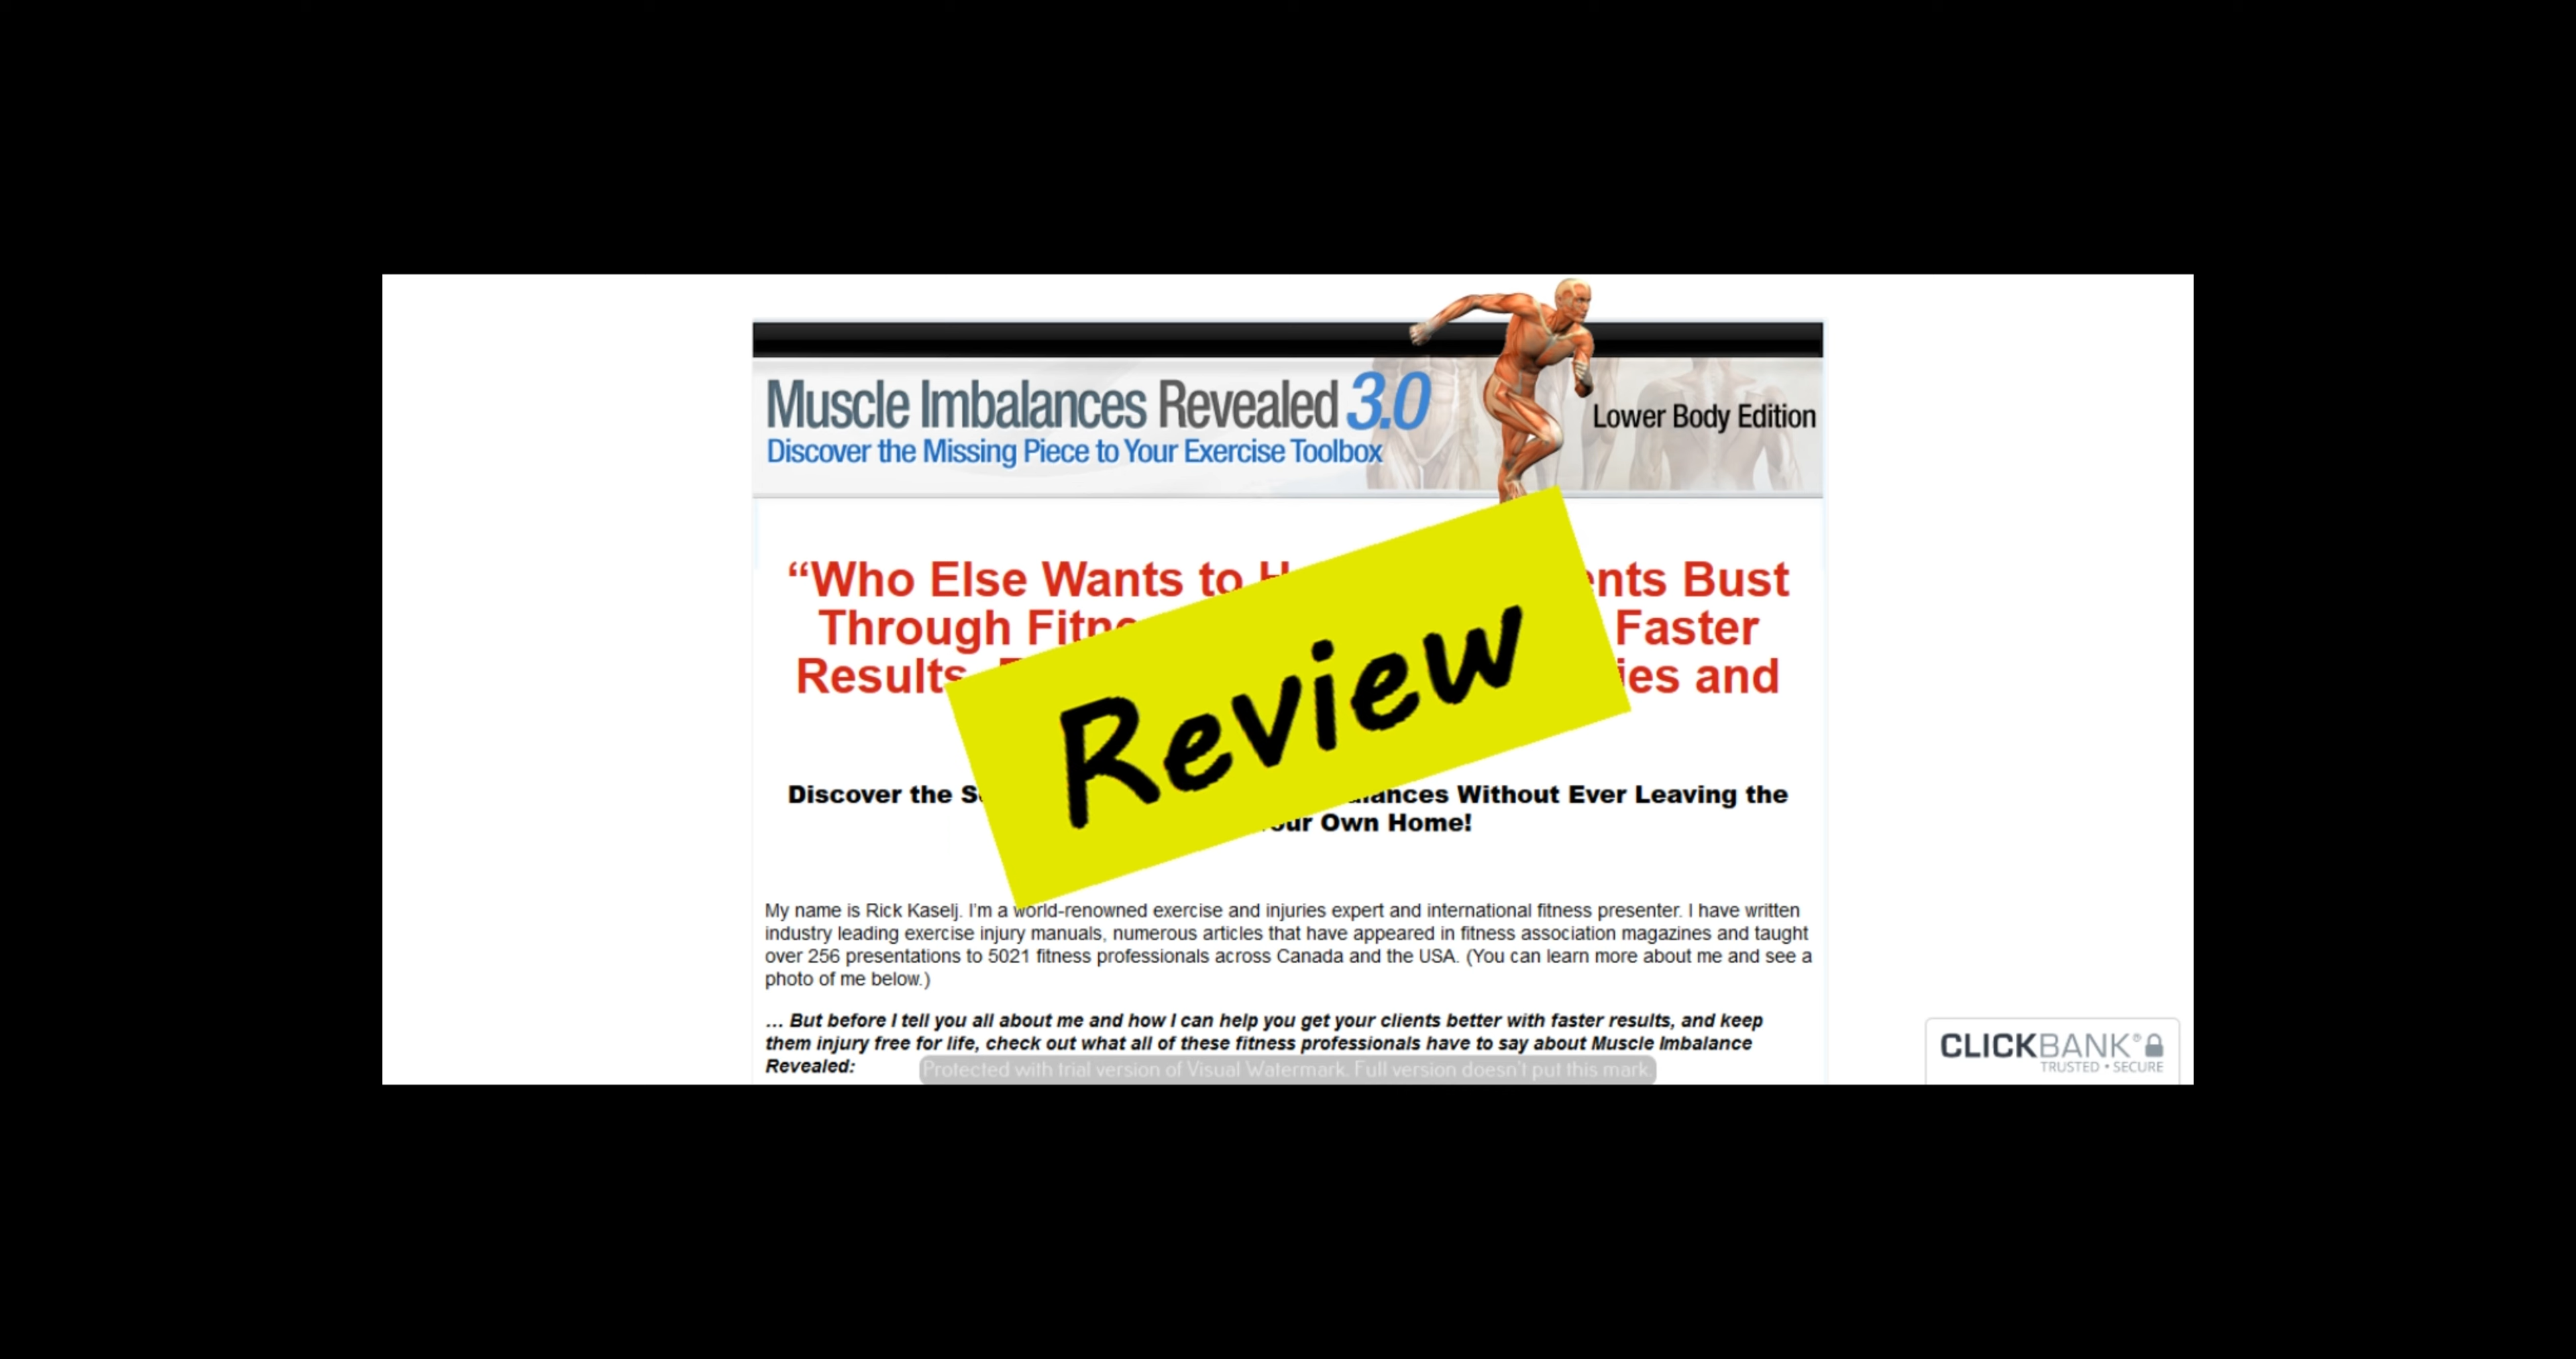 Muscle Imbalances Revealed 3.0
Discover the Missing Piece to Your Exercise Toolbox
Lower Body Edition
“Who Else Wants to Bust
Through Faster
Results and
Review
Discover the Without Ever Leaving the
Own Home!
My name is Rick Kaselj. I'm a world-renowned exercise and injuries expert and international fitness presenter. I have written
industry leading exercise injury manuals, numerous articles that have appeared in fitness association magazines and taught
over 256 presentations to 5021 fitness professionals across Canada and the USA. (You can learn more about me and see a
photo of me below.)
... But before I tell you all about me and how I can help you get your clients better with faster results, and keep
them injury free for life, check out what all of these fitness professionals have to say about Muscle Imbalance
Revealed:
Protected with trial version of Visual Watermark. Full version doesn't put this mark.
CLICKBANK®
TRUSTED • SECURE